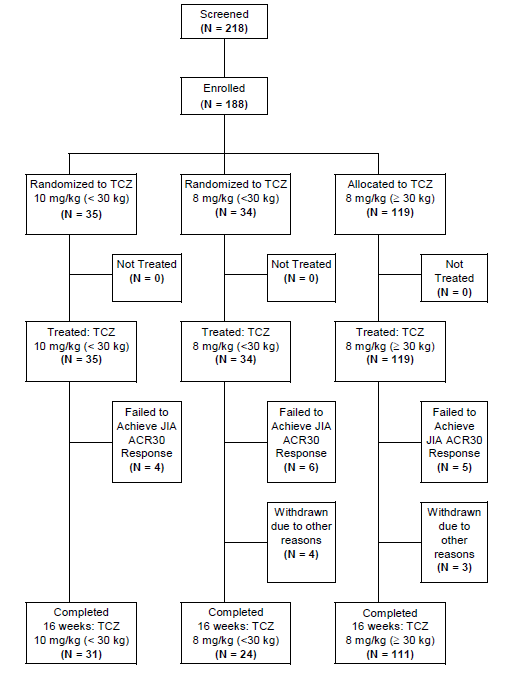 Screened
(N = 218)
Enrolled
(N = 188)
Randomized to TCZ
10 mg/kg (< 30 kg)
(N = 35)
Randomized to TCZ
8 mg/kg (<30 kg)
(N = 34)
Allocated to TCZ
8 mg/kg (≥ 30 kg)
(N = 119)
Not Treated
(N = 0)
Not Treated
(N = 0)
Not
Treated
(N = 0)
Treated: TCZ
10 mg/kg (< 30 kg)
(N = 35)
Treated: TCZ
8 mg/kg (<30 kg)
(N = 34)
Treated: TCZ
8 mg/kg (≥ 30 kg)
(N = 119)
Failed to
Achieve JIA
ACR30
Response
(N = 4)
Failed to
Achieve JIA
ACR30
Response
(N = 6)
Failed to
Achieve
JIA ACR30
Response
(N = 5)
Withdrawn
due to other
reasons
(N = 4)
Withdrawn
due to
other
reasons
(N = 3)
Completed
16 weeks: TCZ
10 mg/kg (< 30 kg)
(N = 31)
Completed
16 weeks: TCZ
8 mg/kg (<30 kg)
(N = 24)
Completed
16 weeks: TCZ
8 mg/kg (≥ 30 kg)
(N = 111)